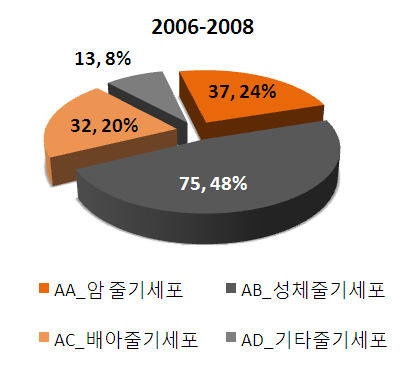 2006-2008
13, 8%
37, 24%
32, 20%
75, 48%
AA_암 줄기세포
AB_성체줄기세포
AC_배아줄기세포
AD_기타줄기세포